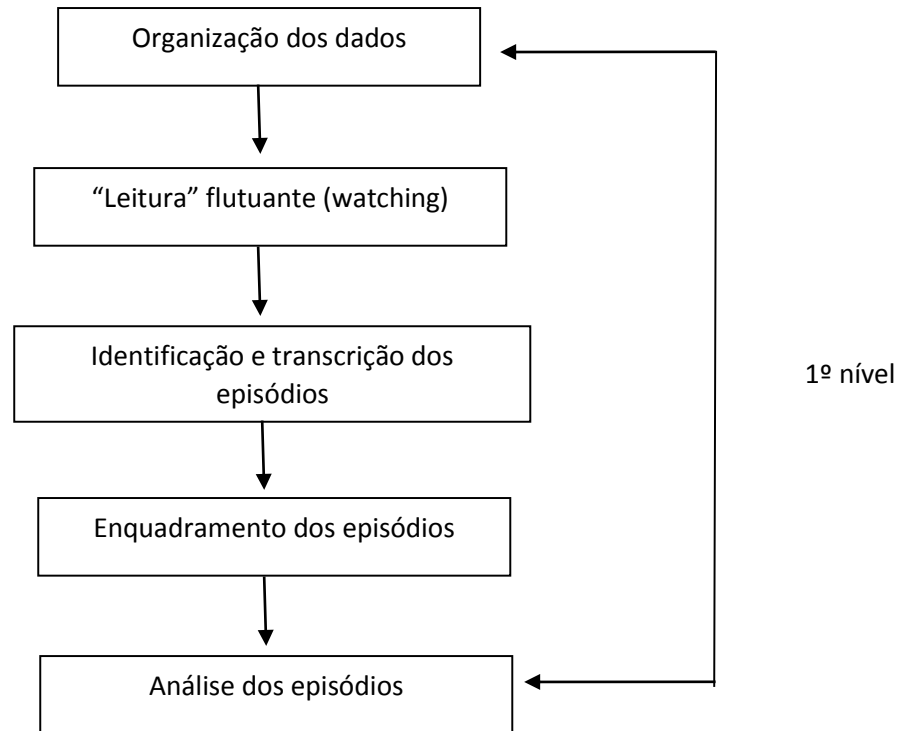 Organização dos dados
“Leitura” flutuante (watching)
Identificação e transcrição dos
episódios
1º nível
Enquadramento dos episódios
Análise dos episódios